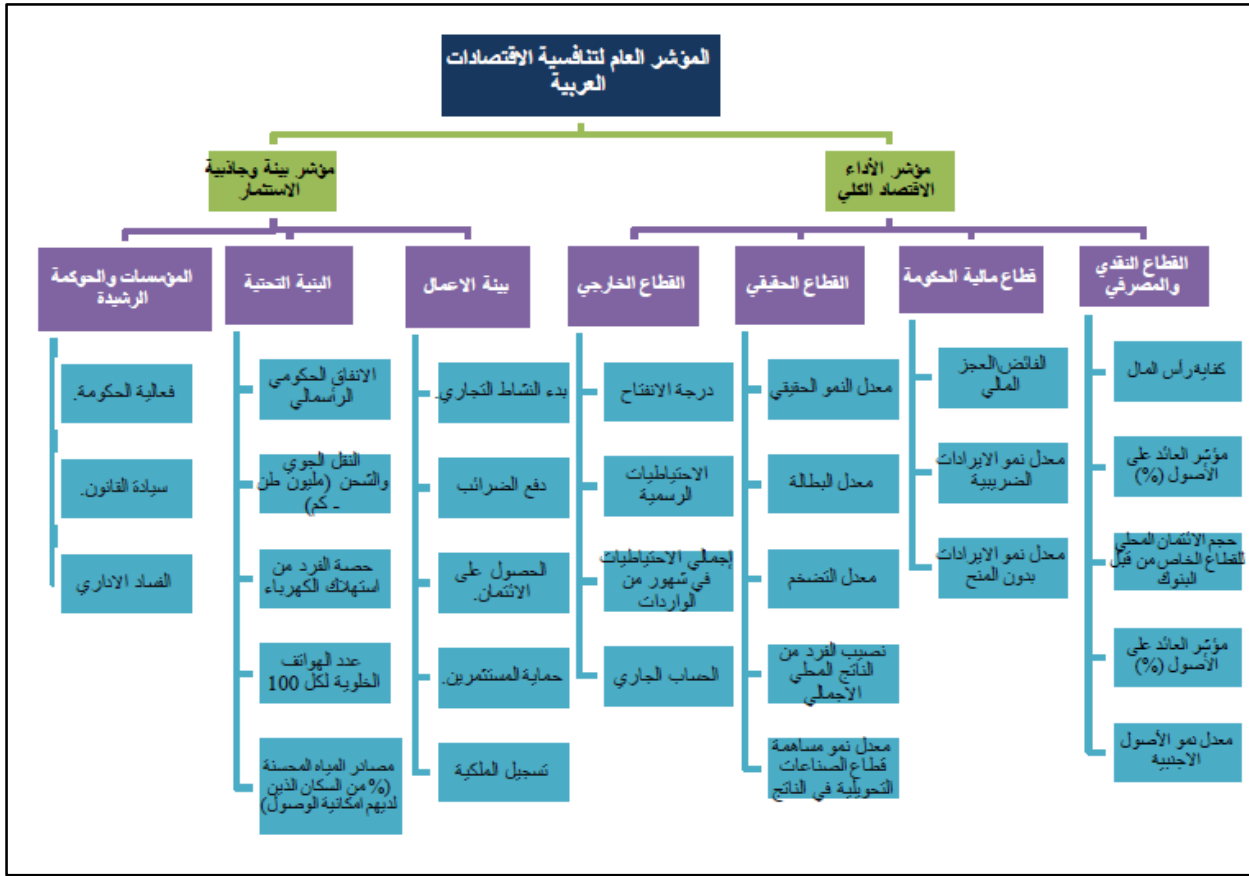 المؤشر العام لتنافسية الاقتصادات
العربية
مؤشر الأداء
الاقتصاد الكلي
مؤشر بيئة وجاذبية
الاستثمار
القطاع النقدي
والمصرفي
كفاية رأس المال
مؤشر العائد على
الأصول (%)
حجم الائتمان المحلي
للقطاع الخاص من قبل
البنوك
مؤشر العائد على
الأصول (%)
معدل نمو الأصول
الاجنبية
قطاع مالية الحكومة
الفائض\العجز
المالي
معدل نمو الايرادات
الضريبية
معدل نمو الايرادات
بدون المنح
القطاع الحقيقي
معدل النمو الحقيقي
معدل البطالة
معدل التضخم
نصيب الفرد من
الناتج المحلي
الاجمالي
معدل نمو مساهمة
قطاع الصناعات
التحويلية في الناتج
القطاع الخارجي
درجة الانفتاح
الاحتياطيات
الرسمية
إجمالي الاحتياطيات
في شهور من
الواردات
الحساب الجاري
بيئة الاعمال
بدء النشاط التجاري.
دفع الضرائب
الحصول على
الائتمان.
حماية المستثمرين.
تسجيل الملكية
البنية التحتية
الانفاق الحكومي
الرأسمالي
النقل الجوي
والشحن (مليون طن
- كم)
حصة الفرد من
استهلاك الكهرباء
عدد الهواتف
الخلوية لكل 100
مصادر المياه المحسنة
(% من السكان الذين
لديهم امكانية الوصول)
المؤسسات والحوكمة
الرشيدة
فعالية الحكومة.
سيادة القانون.
الفساد الاداري